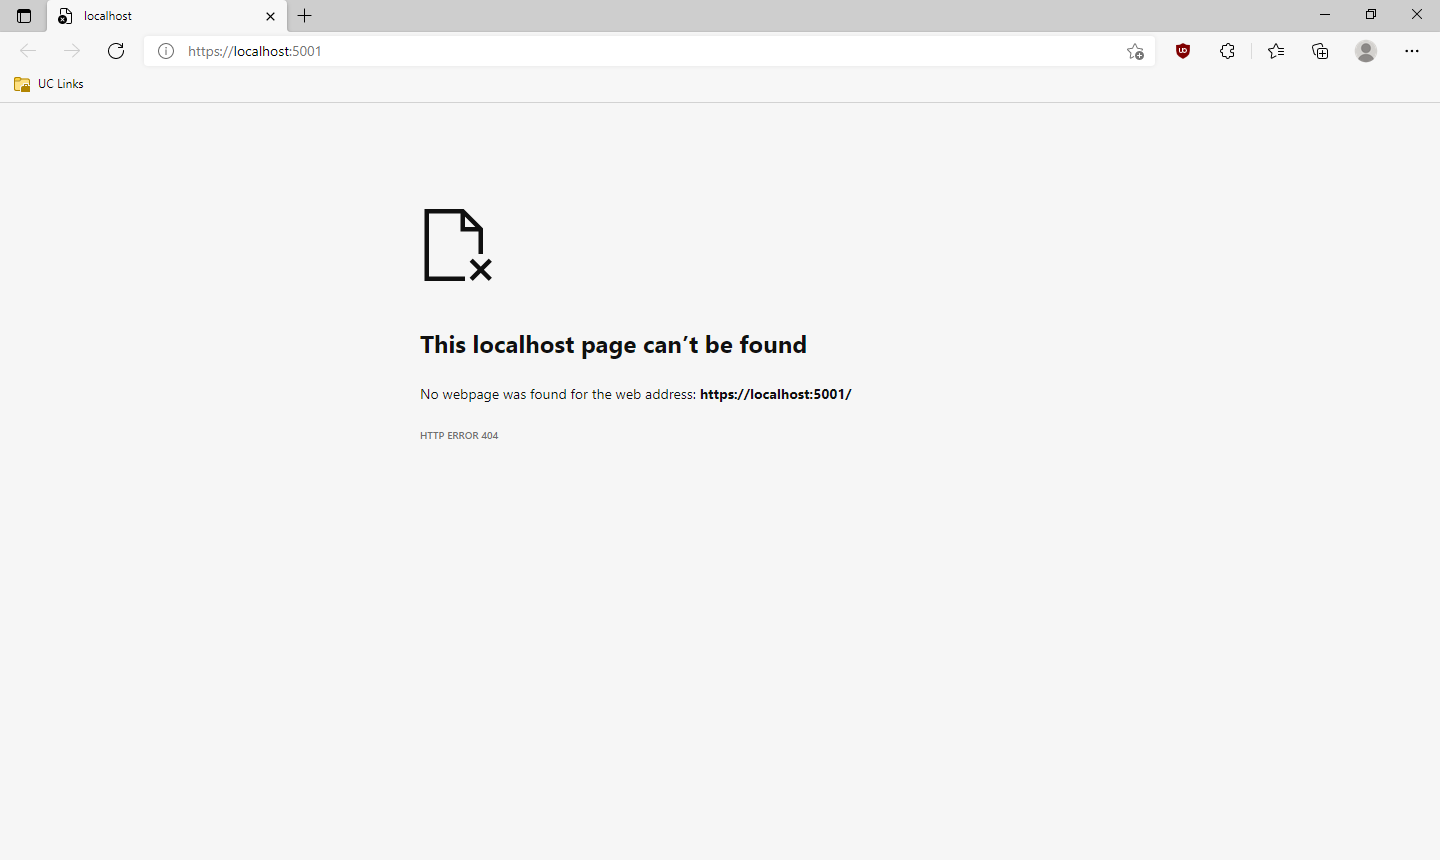 localhost
https://localhost:5001
UC Links
This localhost page can’t be found
No webpage was found for the web address: https://localhost:5001/
HTTP ERROR 404